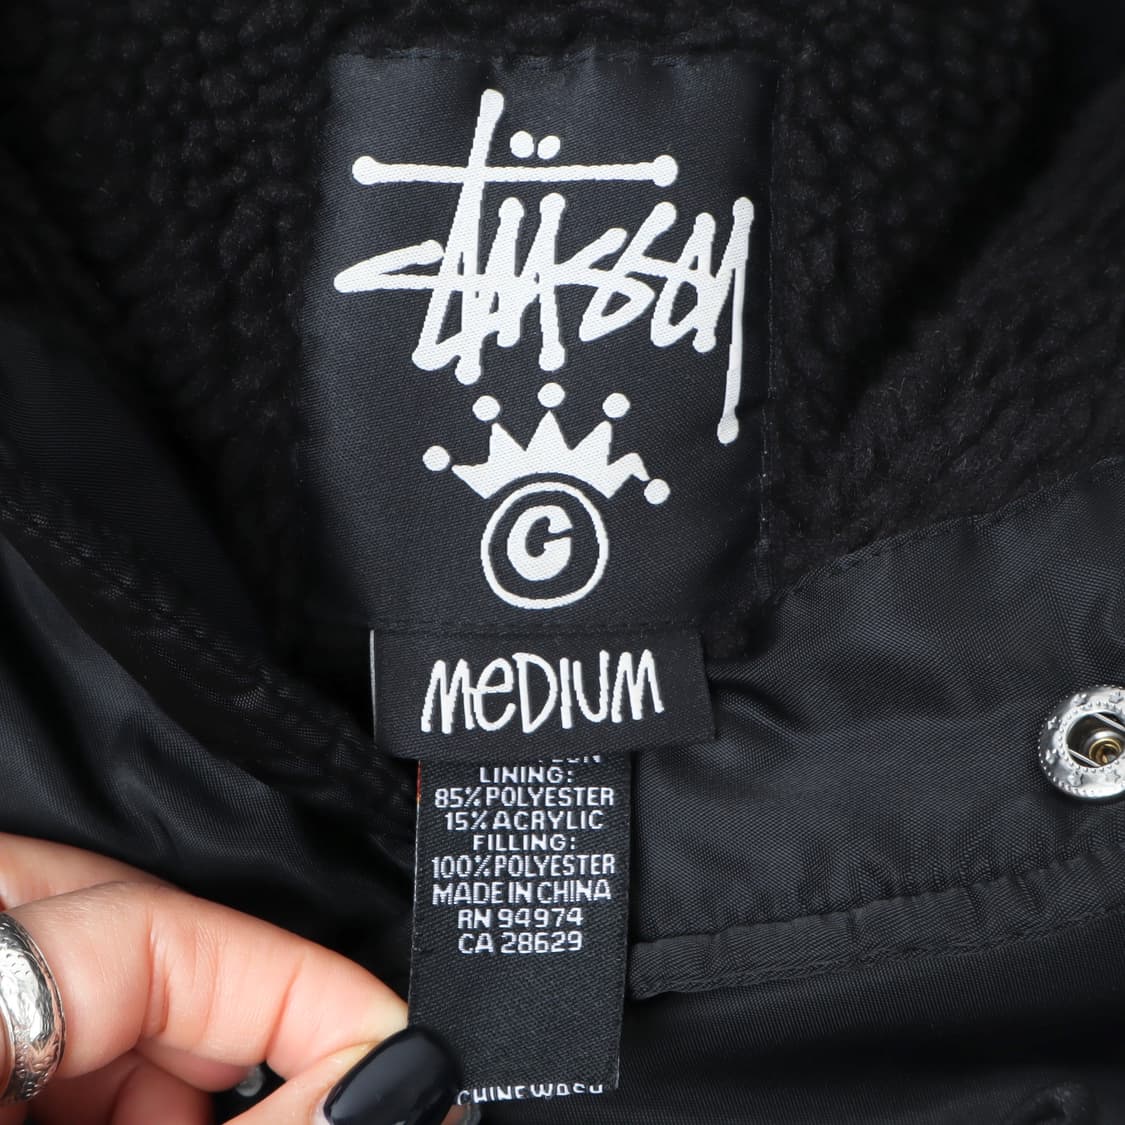 Stüssy
C
MEDIUM
LINING:
85% POLYESTER
15% ACRYLIC
FILLING:
100% POLYESTER
MADE IN CHINA
RN 94974
CA 28629